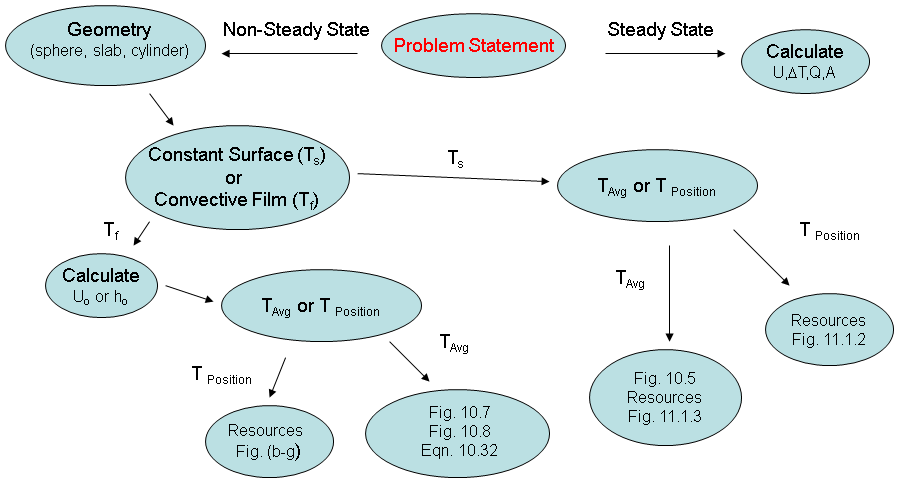 Geometry
(sphere, slab, cylinder)
Non-Steady State
Problem Statement
Steady State
Calculate
U,ΔT,Q,A
Constant Surface (Ts)
or
Convective Film (Tf)
Ts
TAvg or T Position
Tf
Calculate
Uo or ho
TAvg or T Position
T Position
TAvg
Resources
Fig. 11.1.2
TAvg
T Position
Fig. 10.5
Resources
Fig. 11.1.3
Fig. 10.7
Fig. 10.8
Eqn. 10.32
Resources
Fig. (b-g)